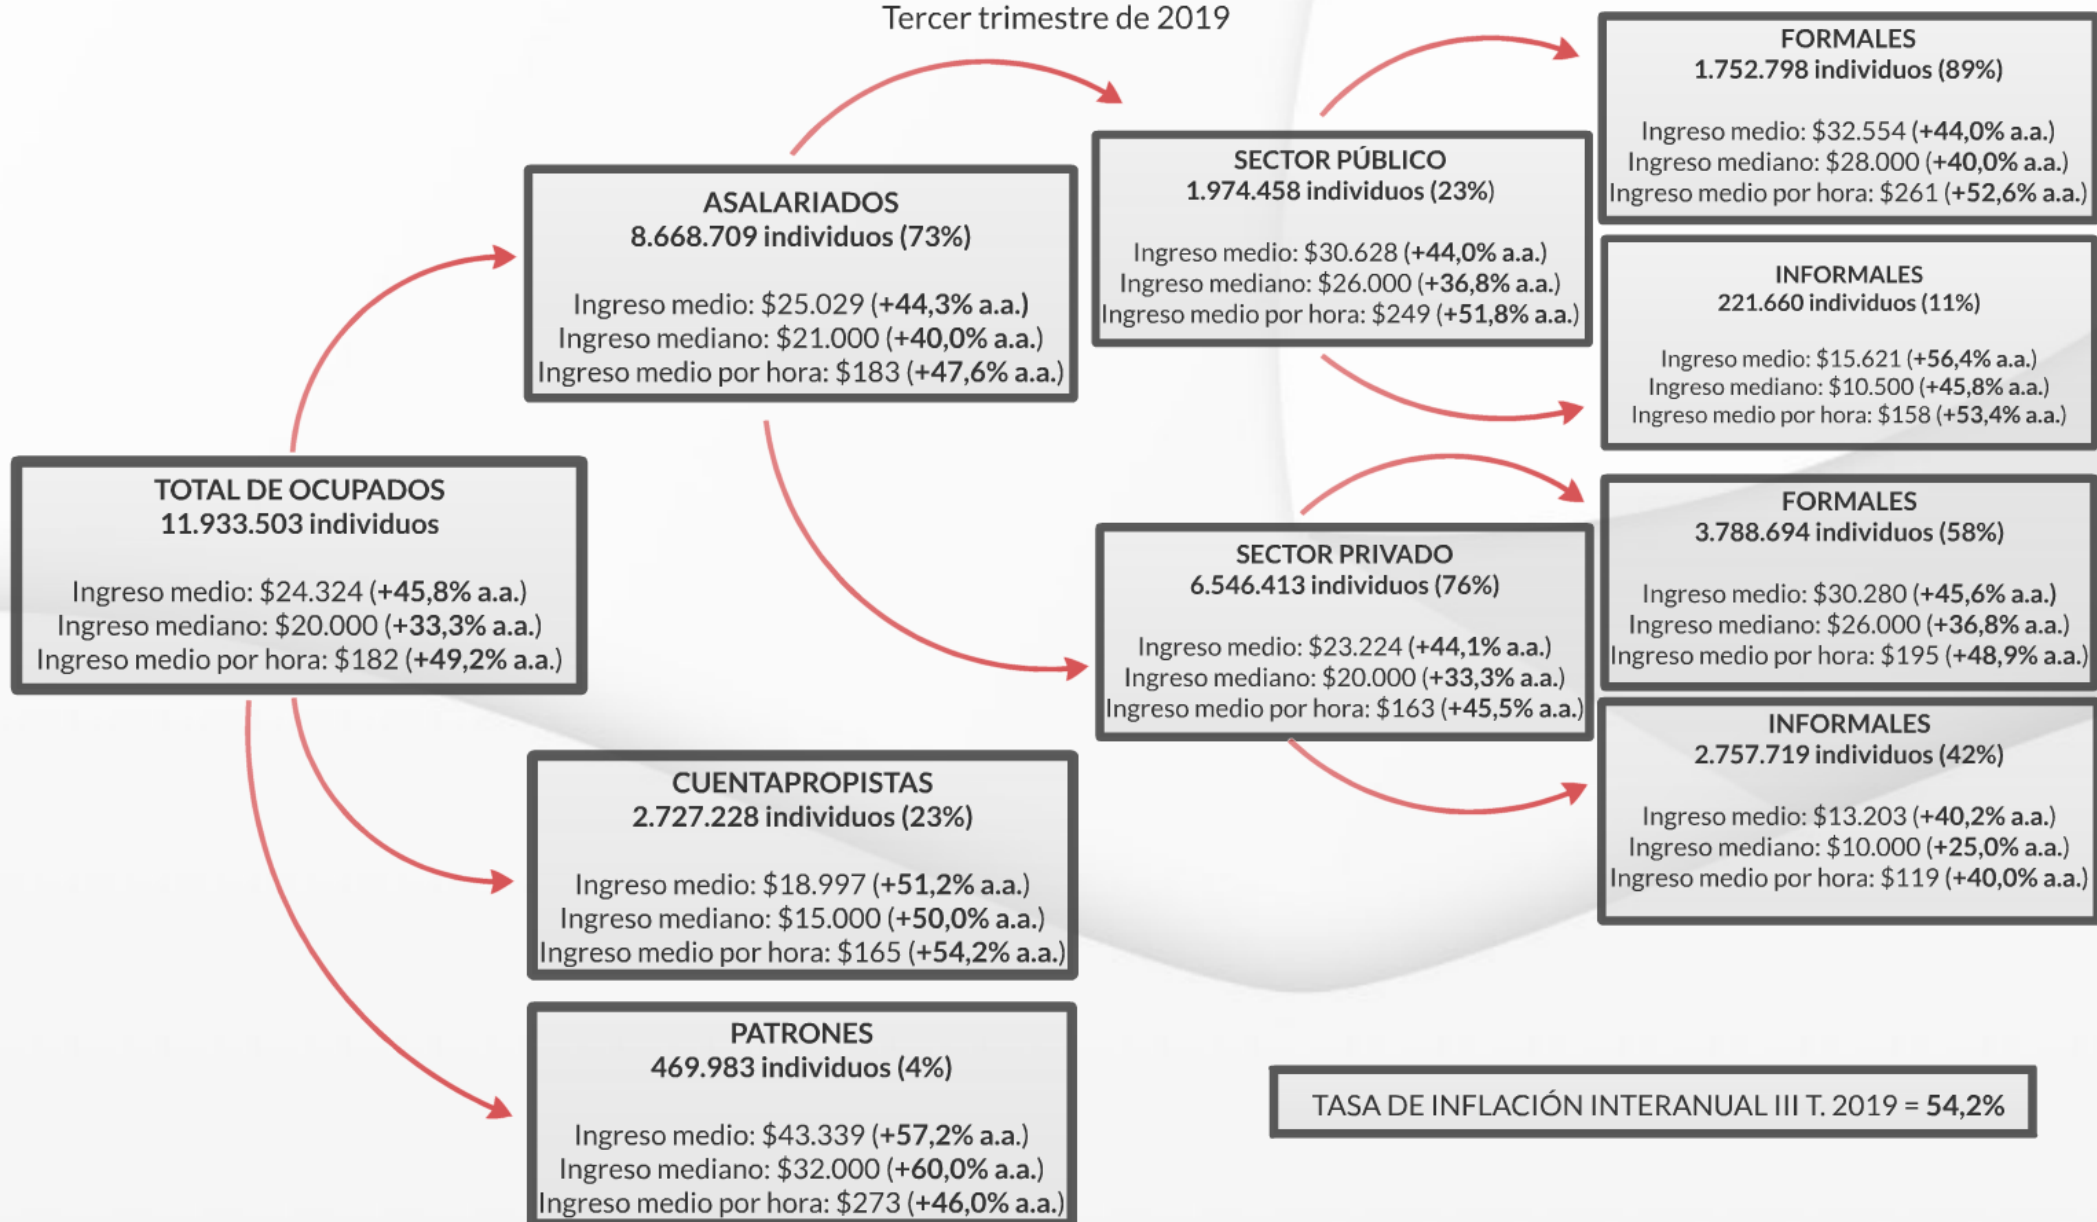 Tercer trimestre de 2019
TOTAL DE OCUPADOS
11.933.503 individuos
Ingreso medio: $24.324 (+45,8% a.a.)
Ingreso mediano: $20.000 (+33,3% a.a.)
Ingreso medio por hora: $182 (+49,2% a.a.)
ASALARIADOS
8.668.709 individuos (73%)
Ingreso medio: $25.029 (+44,3% a.a.)
Ingreso mediano: $21.000 (+40,0% a.a.)
Ingreso medio por hora: $183 (+47,6% a.a.)
CUENTAPROPISTAS
2.727.228 individuos (23%)
Ingreso medio: $18.997 (+51,2% a.a.)
Ingreso mediano: $15.000 (+50,0% a.a.)
Ingreso medio por hora: $165 (+54,2% a.a.)
PATRONES
469.983 individuos (4%)
Ingreso medio: $43.339 (+57,2% a.a.)
Ingreso mediano: $32.000 (+60,0% a.a.)
Ingreso medio por hora: $273 (+46,0% a.a.)
SECTOR PÚBLICO
1.974.458 individuos (23%)
Ingreso medio: $30.628 (+44,0% a.a.)
Ingreso mediano: $26.000 (+36,8% a.a.)
Ingreso medio por hora: $249 (+51,8% a.a.)
SECTOR PRIVADO
6.546.413 individuos (76%)
Ingreso medio: $23.224 (+44,1% a.a.)
Ingreso mediano: $20.000 (+33,3% a.a.)
Ingreso medio por hora: $163 (+45,5% a.a.)
FORMALES
1.752.798 individuos (89%)
Ingreso medio: $32.554 (+44,0% a.a.)
Ingreso mediano: $28.000 (+40,0% a.a.)
Ingreso medio por hora: $261 (+52,6% a.a.)
INFORMALES
221.660 individuos (11%)
Ingreso medio: $15.621 (+56,4% a.a.)
Ingreso mediano: $10.500 (+45,8% a.a.)
Ingreso medio por hora: $158 (+53,4% a.a.)
FORMALES
3.788.694 individuos (58%)
Ingreso medio: $30.280 (+45,6% a.a.)
Ingreso mediano: $26.000 (+36,8% a.a.)
Ingreso medio por hora: $195 (+48,9% a.a.)
INFORMALES
2.757.719 individuos (42%)
Ingreso medio: $13.203 (+40,2% a.a.)
Ingreso mediano: $10.000 (+25,0% a.a.)
Ingreso medio por hora: $119 (+40,0% a.a.)
TASA DE INFLACIÓN INTERANUAL III T. 2019 = 54,2%